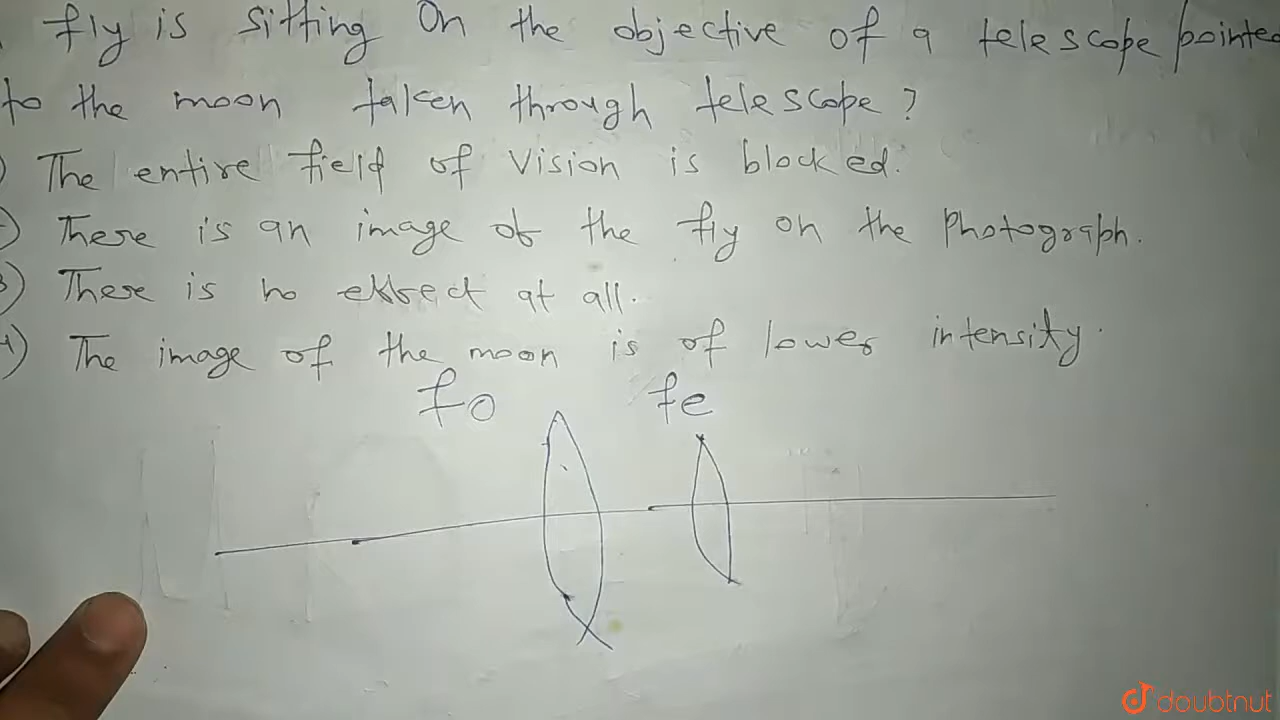 fly is sitting on the objective of a telescope pointed
to the moon taken through telescope?
The entire field of vision is blocked.
There is an image of the fly on the photograph.
3) There is no effect at all.
4) The image of the moon is of lower intensity.
fo fe
doubtnut